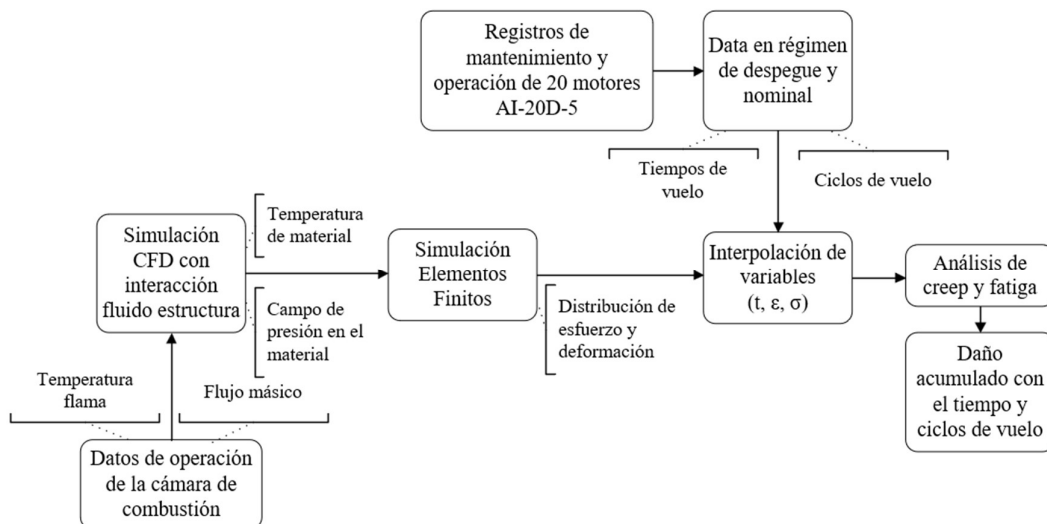 Registros de
mantenimiento y
operación de 20 motores
AI-20D-5
Data en régimen
de despegue y
nominal
Tiempos de
vuelo
Ciclos de vuelo
Simulación
CFD con
interacción
fluido estructura
Temperatura
de material
Campo de
presión en el
material
Simulación
Elementos
Finitos
Distribución de
esfuerzo y
deformación
Interpolación de
variables
(t, ε, σ)
Análisis de
creep y fatiga
Daño
acumulado con
el tiempo y
ciclos de vuelo
Temperatura
flama
Flujo másico
Datos de operación
de la cámara de
combustión